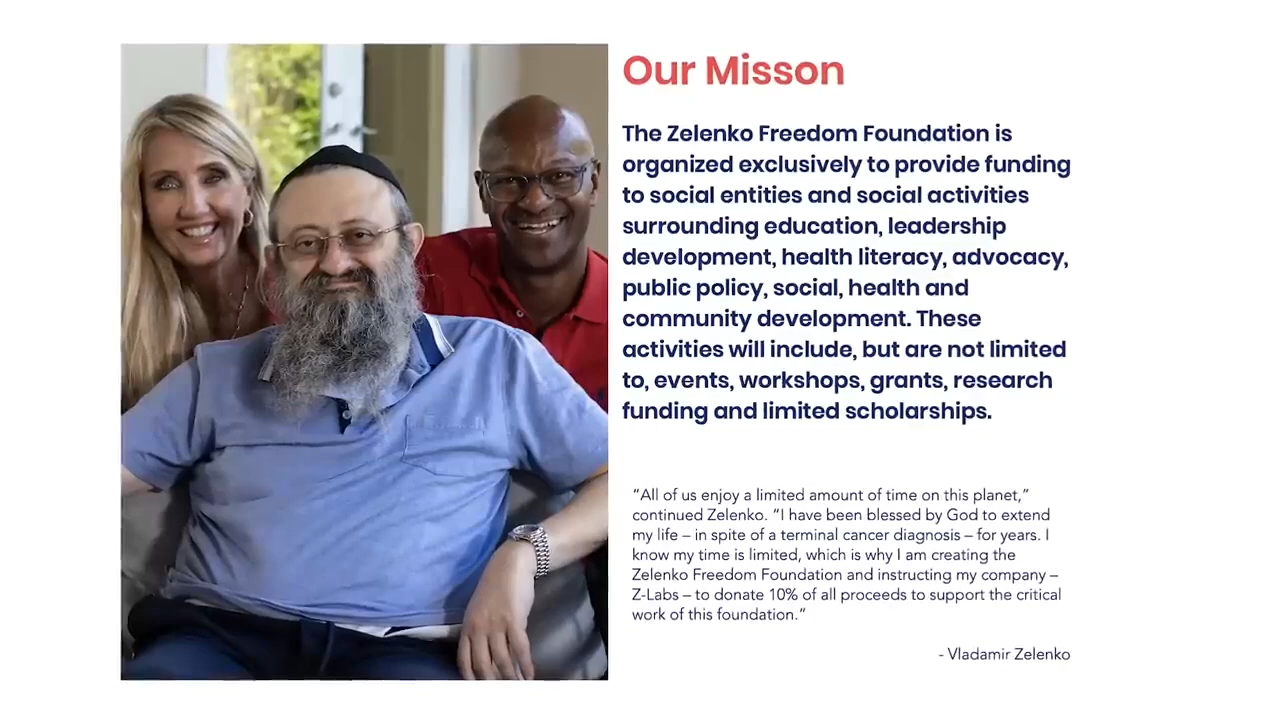 Our Misson
The Zelenko Freedom Foundation is
organized exclusively to provide funding
to social entities and social activities
surrounding education, leadership
development, health literacy, advocacy,
public policy, social, health and
community development. These
activities will include, but are not limited
to, events, workshops, grants, research
funding and limited scholarships.
“All of us enjoy a limited amount of time on this planet,”
continued Zelenko. “I have been blessed by God to extend
my life – in spite of a terminal cancer diagnosis – for years. I
know my time is limited, which is why I am creating the
Zelenko Freedom Foundation and instructing my company –
Z-Labs – to donate 10% of all proceeds to support the critical
work of this foundation.”
- Vladamir Zelenko